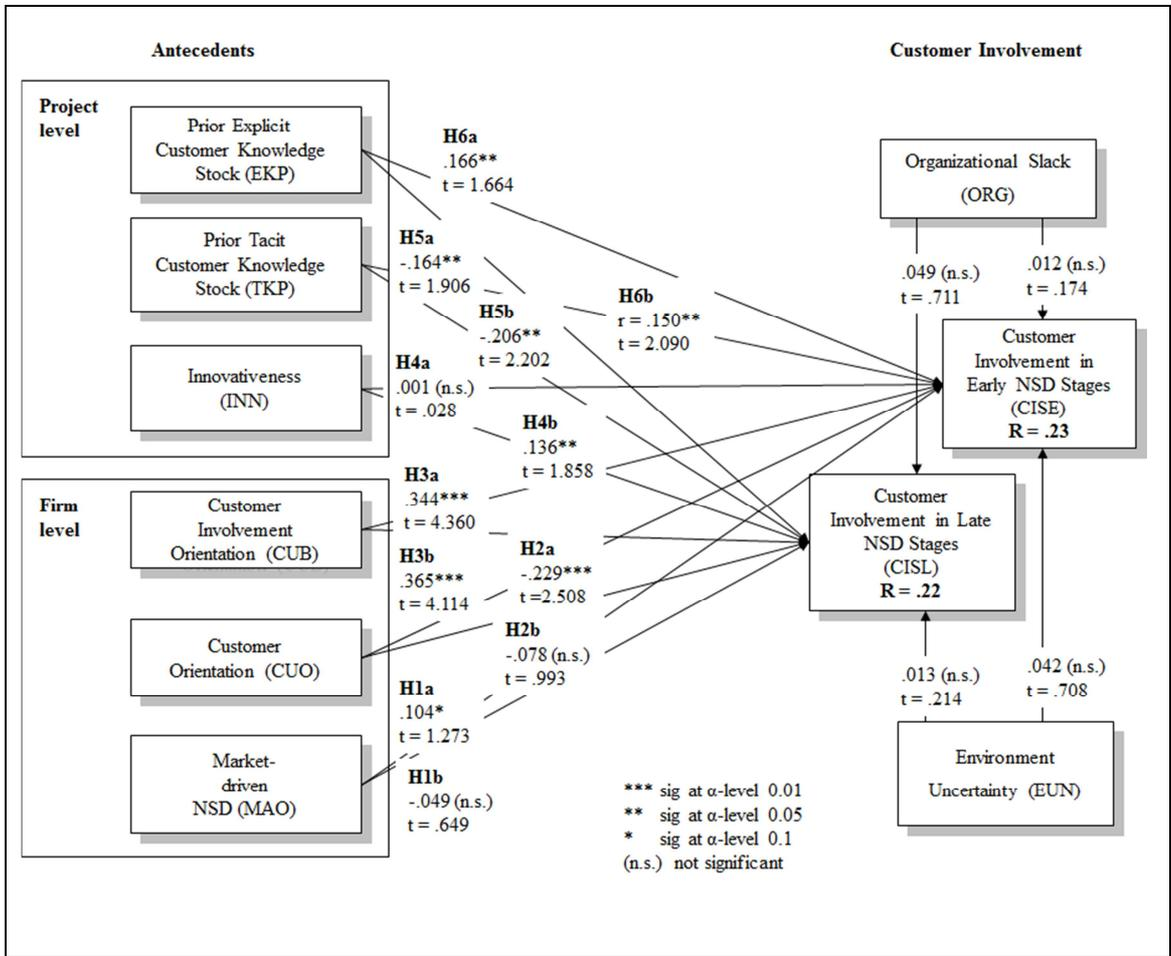 Antecedents
Customer Involvement
Project
level
Prior Explicit
Customer Knowledge
Stock (EKP)
Prior Tacit
Customer Knowledge
Stock (TKP)
Innovativeness
(INN)
Firm
level
Customer
Involvement
Orientation (CUB)
Customer
Orientation (CUO)
Market-
driven
NSD (MAO)
H6a
.166**
t = 1.664
H5a
-.164**
t = 1.906
H5b
-.206**
t = 2.202
H6b
r = .150**
t = 2.090
H4a
.001 (n.s.)
t = .028
H4b
.136**
t = 1.858
H3a
.344***
t = 4.360
H3b
.365***
t = 4.114
H2a
-.229***
t =2.508
H2b
-.078 (n.s.)
t = .993
H1a
.104*
t = 1.273
H1b
-.049 (n.s.)
t = .649
Organizational Slack
(ORG)
.049 (n.s.)
t = .711
.012 (n.s.)
t = .174
Customer
Involvement in
Early NSD Stages
(CISE)
R = .23
Customer
Involvement in Late
NSD Stages
(CISL)
R = .22
.013 (n.s.)
t = .214
.042 (n.s.)
t = .708
Environment
Uncertainty (EUN)
*** sig at α-level 0.01
** sig at α-level 0.05
* sig at α-level 0.1
(n.s.) not significant